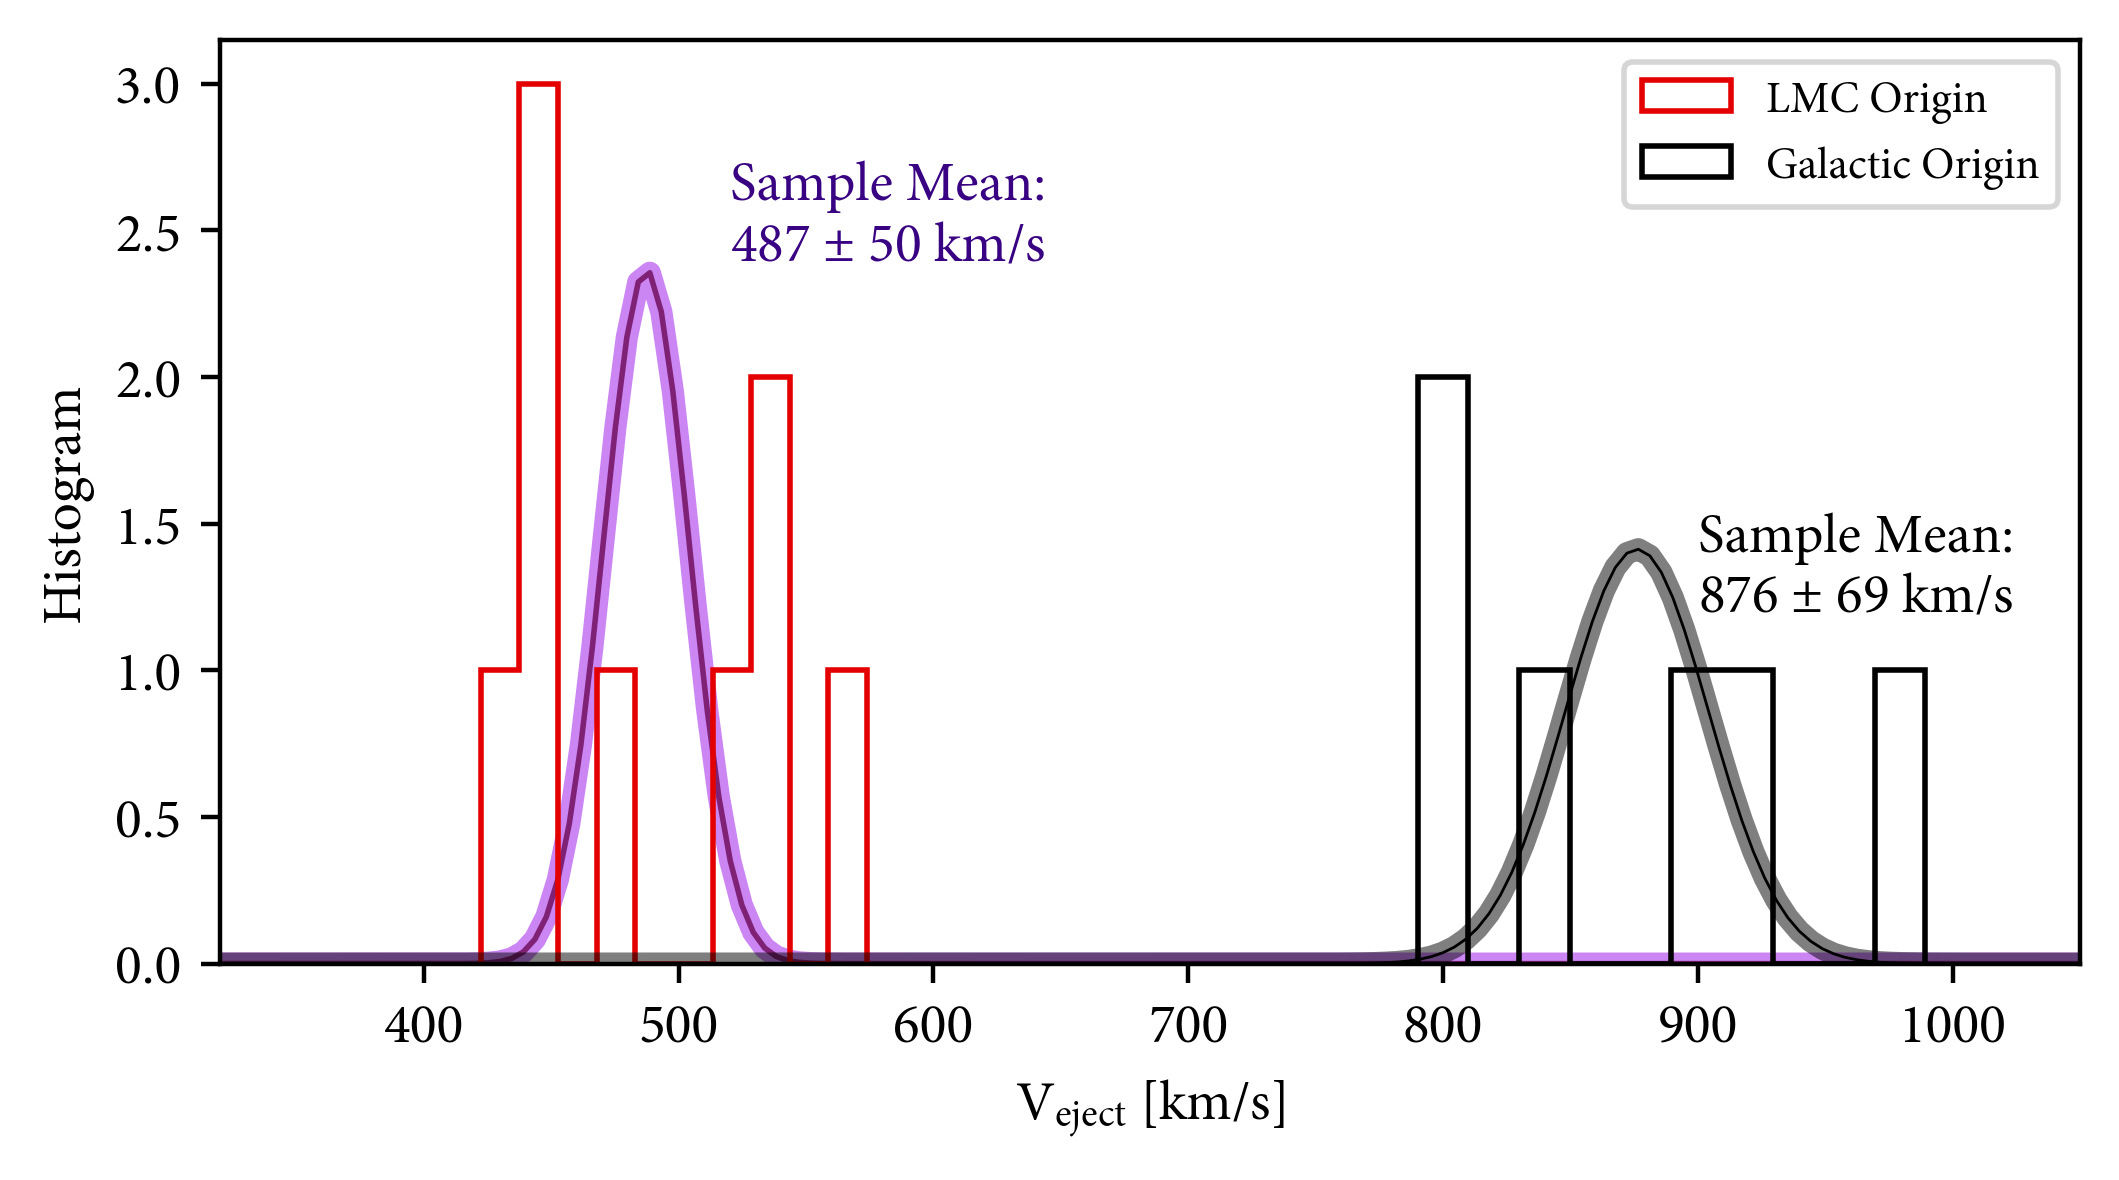 LMC Origin
Galactic Origin
Sample Mean:
487 ± 50 km/s
Sample Mean:
876 ± 69 km/s
Histogram
3.0
2.5
2.0
1.5
1.0
0.5
0.0
400 500 600 700 800 900 1000
V_eject [km/s]